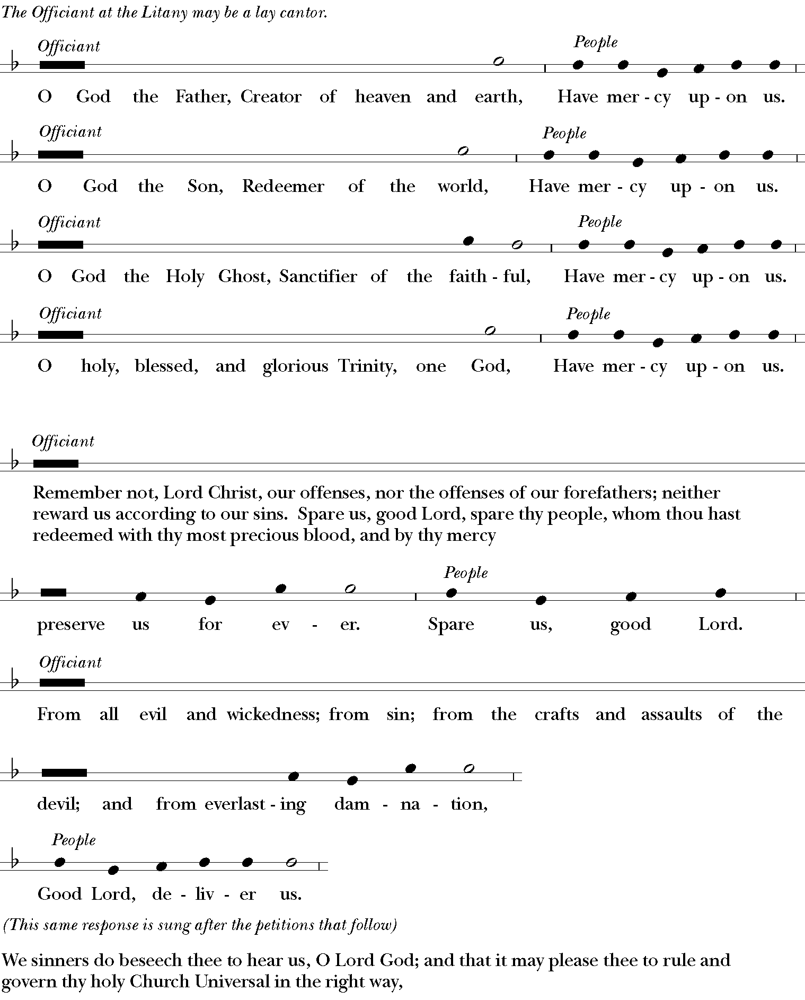 The Officiant at the Litany may be a lay cantor.
Officiant People
O God the Father, Creator of heaven and earth, Have mer - cy up - on us.
Officiant People
O God the Son, Redeemer of the world, Have mer - cy up - on us.
Officiant People
O God the Holy Ghost, Sanctifier of the faith - ful, Have mer - cy up - on us.
Officiant People
O holy, blessed, and glorious Trinity, one God, Have mer - cy up - on us.
Officiant
Remember not, Lord Christ, our offenses, nor the offenses of our forefathers; neither
reward us according to our sins. Spare us, good Lord, spare thy people, whom thou hast
redeemed with thy most precious blood, and by thy mercy
People
preserve us for ev - er. Spare us, good Lord.
Officiant
From all evil and wickedness; from sin; from the crafts and assaults of the
devil; and from everlast - ing dam - na - tion,
People
Good Lord, de - liv - er us.
(This same response is sung after the petitions that follow)
We sinners do beseech thee to hear us, O Lord God; and that it may please thee to rule and
govern thy holy Church Universal in the right way,